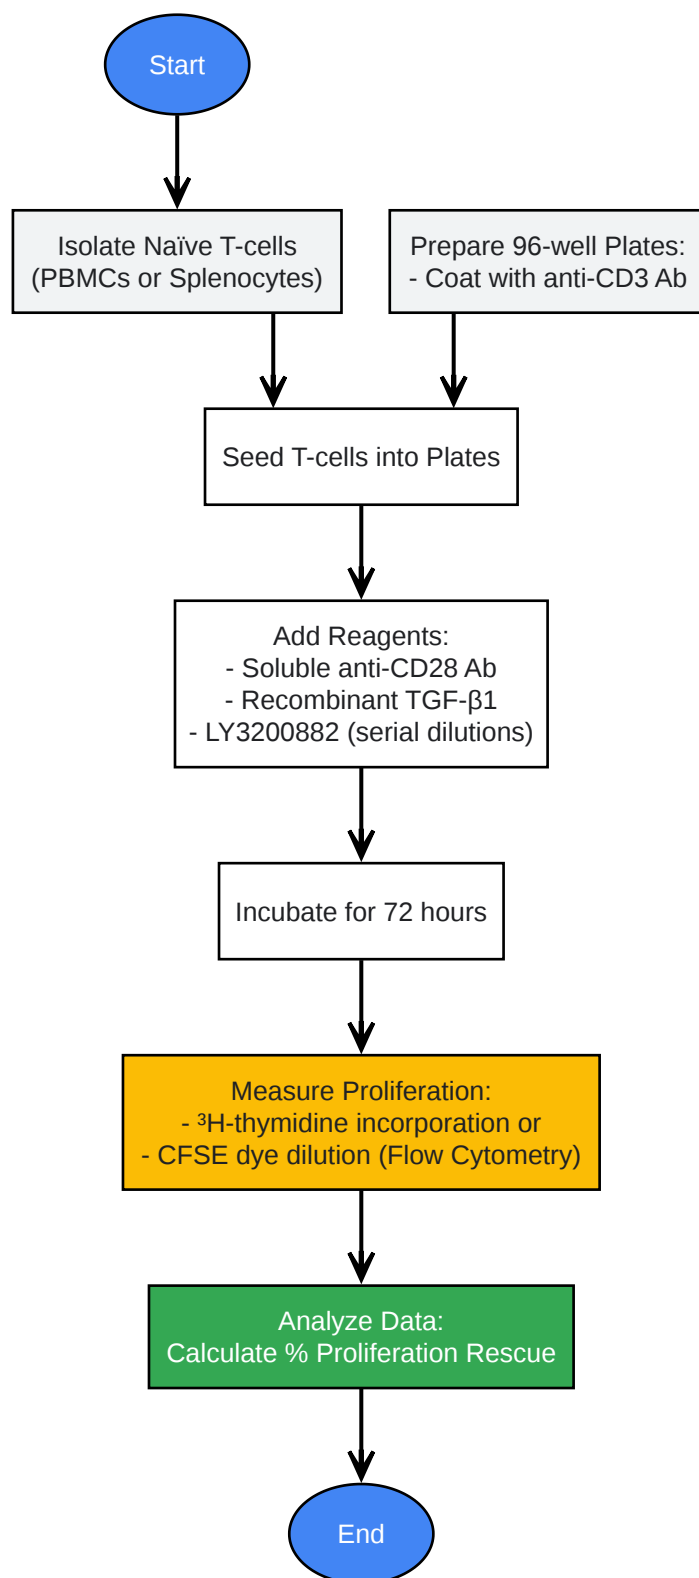 Start
Isolate Naïve T-cells
(PBMCs or Splenocytes)
Prepare 96-well Plates:
- Coat with anti-CD3 Ab
Seed T-cells into Plates
Add Reagents:
- Soluble anti-CD28 Ab
- Recombinant TGF-β1
- LY3200882 (serial dilutions)
Incubate for 72 hours
Measure Proliferation:
- ³H-thymidine incorporation or
- CFSE dye dilution (Flow Cytometry)
Analyze Data:
Calculate % Proliferation Rescue
End